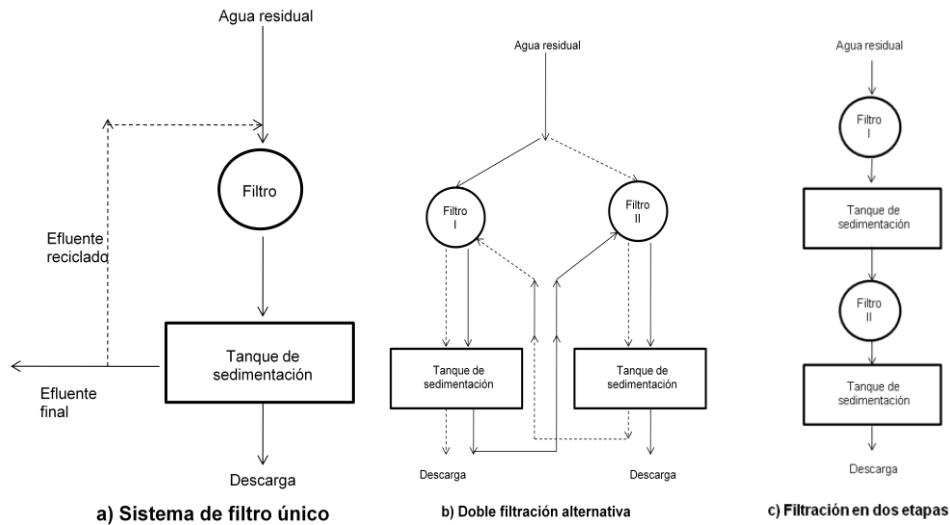 Agua residual
Filtro
Efluente
reciclado
Tanque de
sedimentación
Efluente
final
Descarga
a) Sistema de filtro único
Agua residual
Filtro
I
Filtro
II
Tanque de
sedimentación
Tanque de
sedimentación
Descarga
Descarga
b) Doble filtración alternativa
Agua residual
Filtro
I
Tanque de
sedimentación
Filtro
II
Tanque de
sedimentación
Descarga
c) Filtración en dos etapas